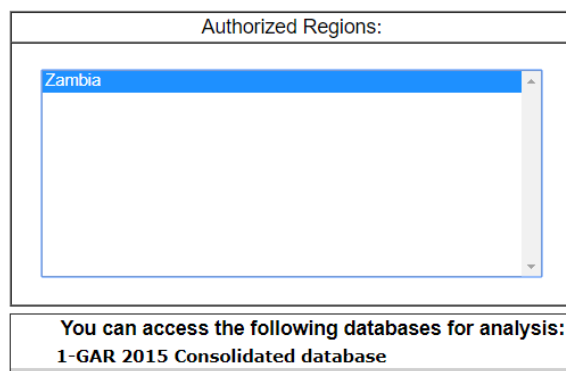 Authorized Regions:
Zambia
You can access the following databases for analysis:
1-GAR 2015 Consolidated database